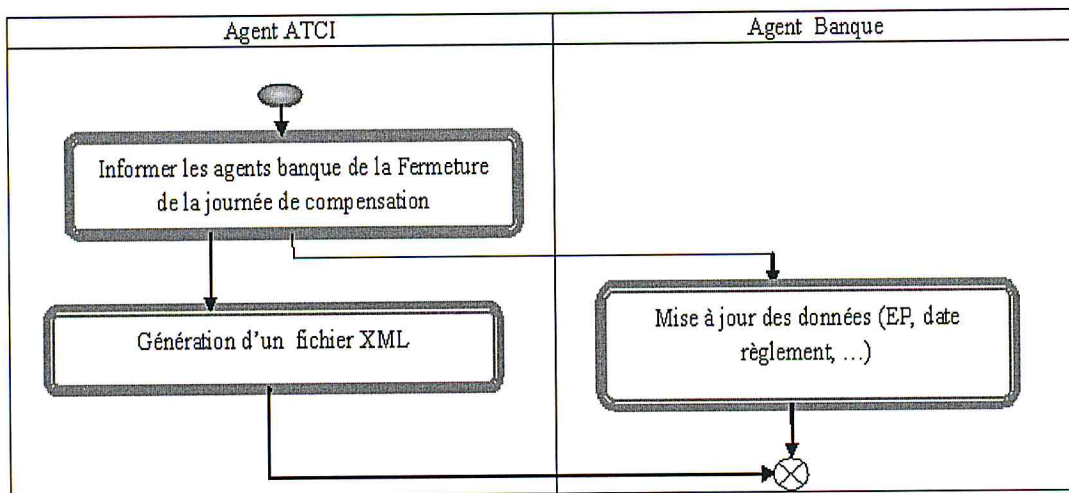 Agent ATCI
Agent Banque
Informer les agents banque de la Fermeture
de la journée de compensation
Génération d'un fichier XML
Mise à jour des données (EP, date
règlement, ...)